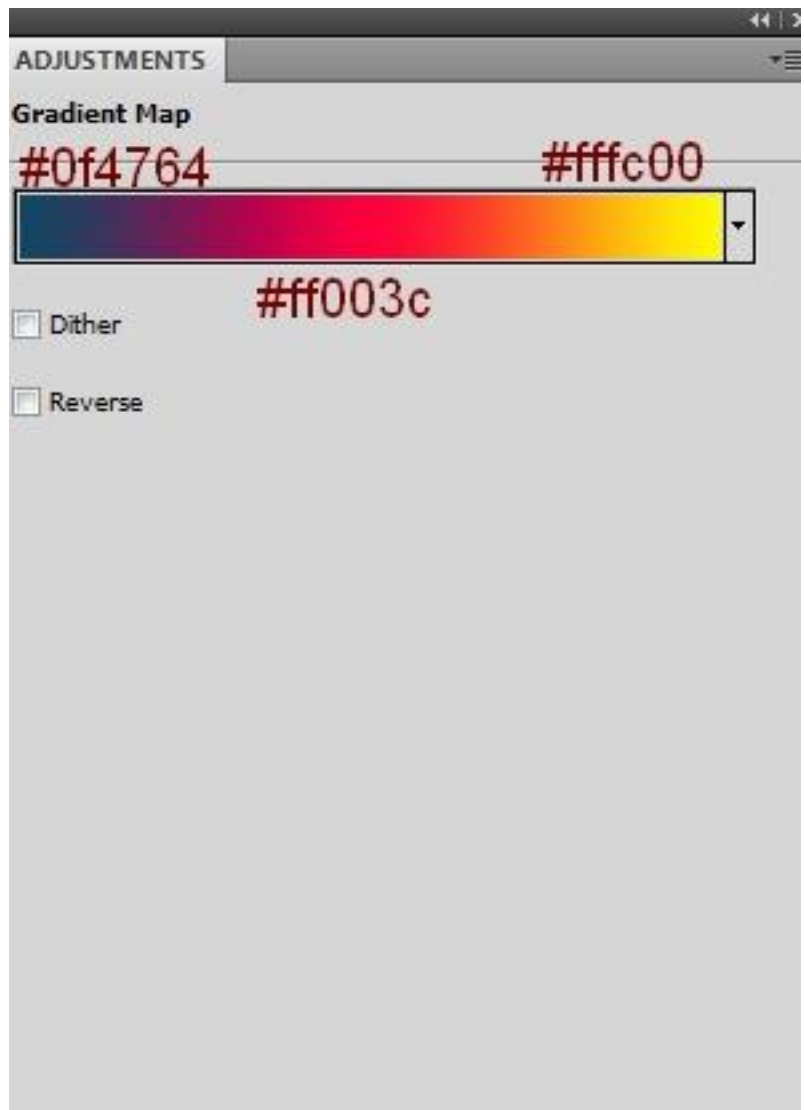 ADJUSTMENTS
Gradient Map
#0f4764 #fffc00
#ff003c
Dither
Reverse